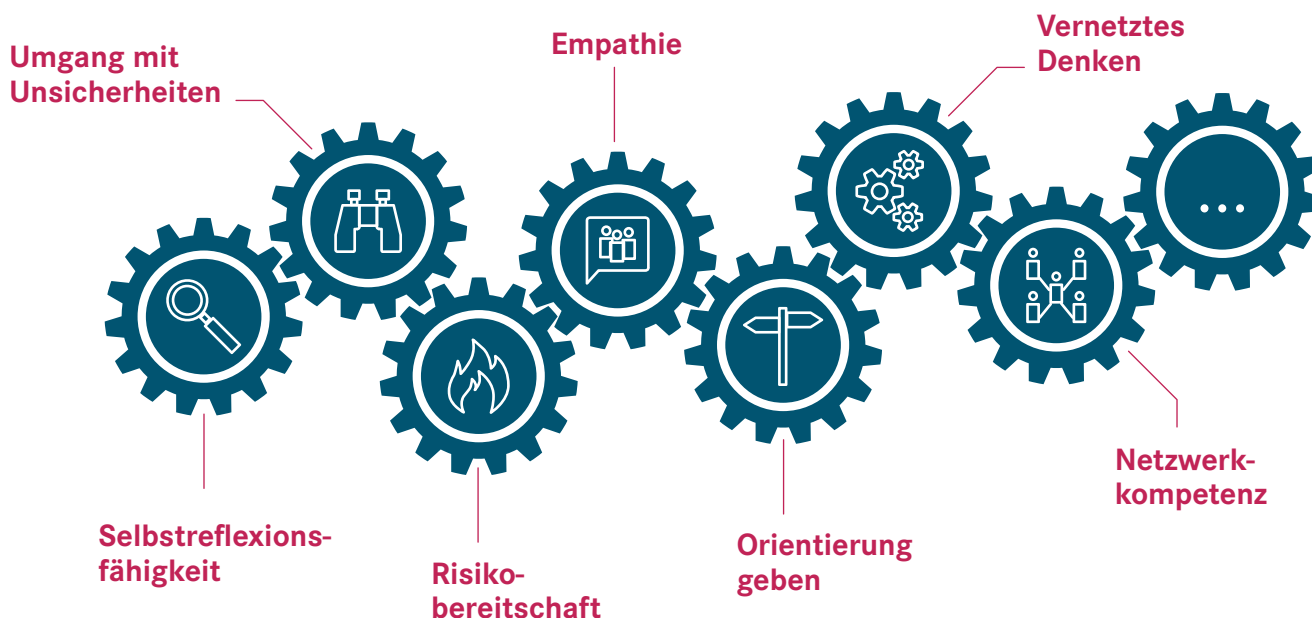 Umgang mit
Unsicherheiten
Empathie
Vernetztes
Denken
...
Selbstreflexions-
fähigkeit
Risiko-
bereitschaft
Orientierung
geben
Netzwerk-
kompetenz